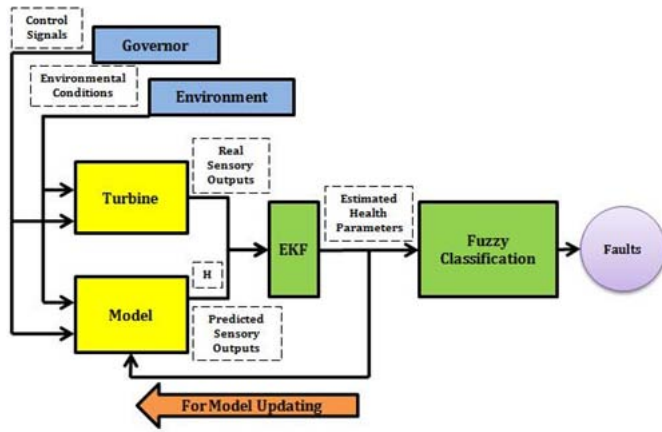 Control
Signals
Governor
Environmental
Conditions
Environment
Real
Sensory
Outputs
Turbine
Estimated
Health
Parameters
EKF
Fuzzy
Classification
Faults
H
Model
Predicted
Sensory
Outputs
For Model Updating